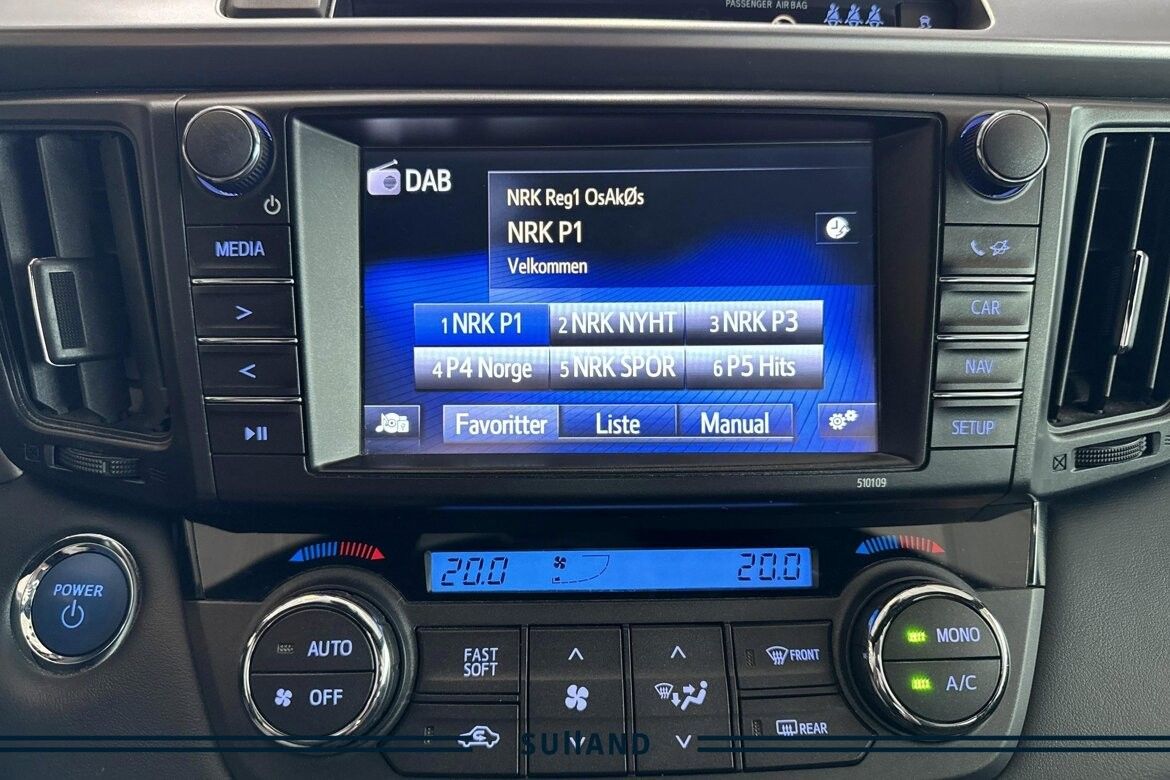 PASSENGER AIR BAG
DAB
NRK Reg1 OsAkØs
NRK P1
Velkommen
1 NRK P1
2 NRK NYHT
3 NRK P3
4 P4 Norge
5 NRK SPOR
6 P5 Hits
Favoritter
Liste
Manual
MEDIA
>
<
CAR
NAV
SETUP
510109
20.0
20.0
POWER
AUTO
OFF
FAST
SOFT
FRONT
REAR
MONO
A/C
SULLAND